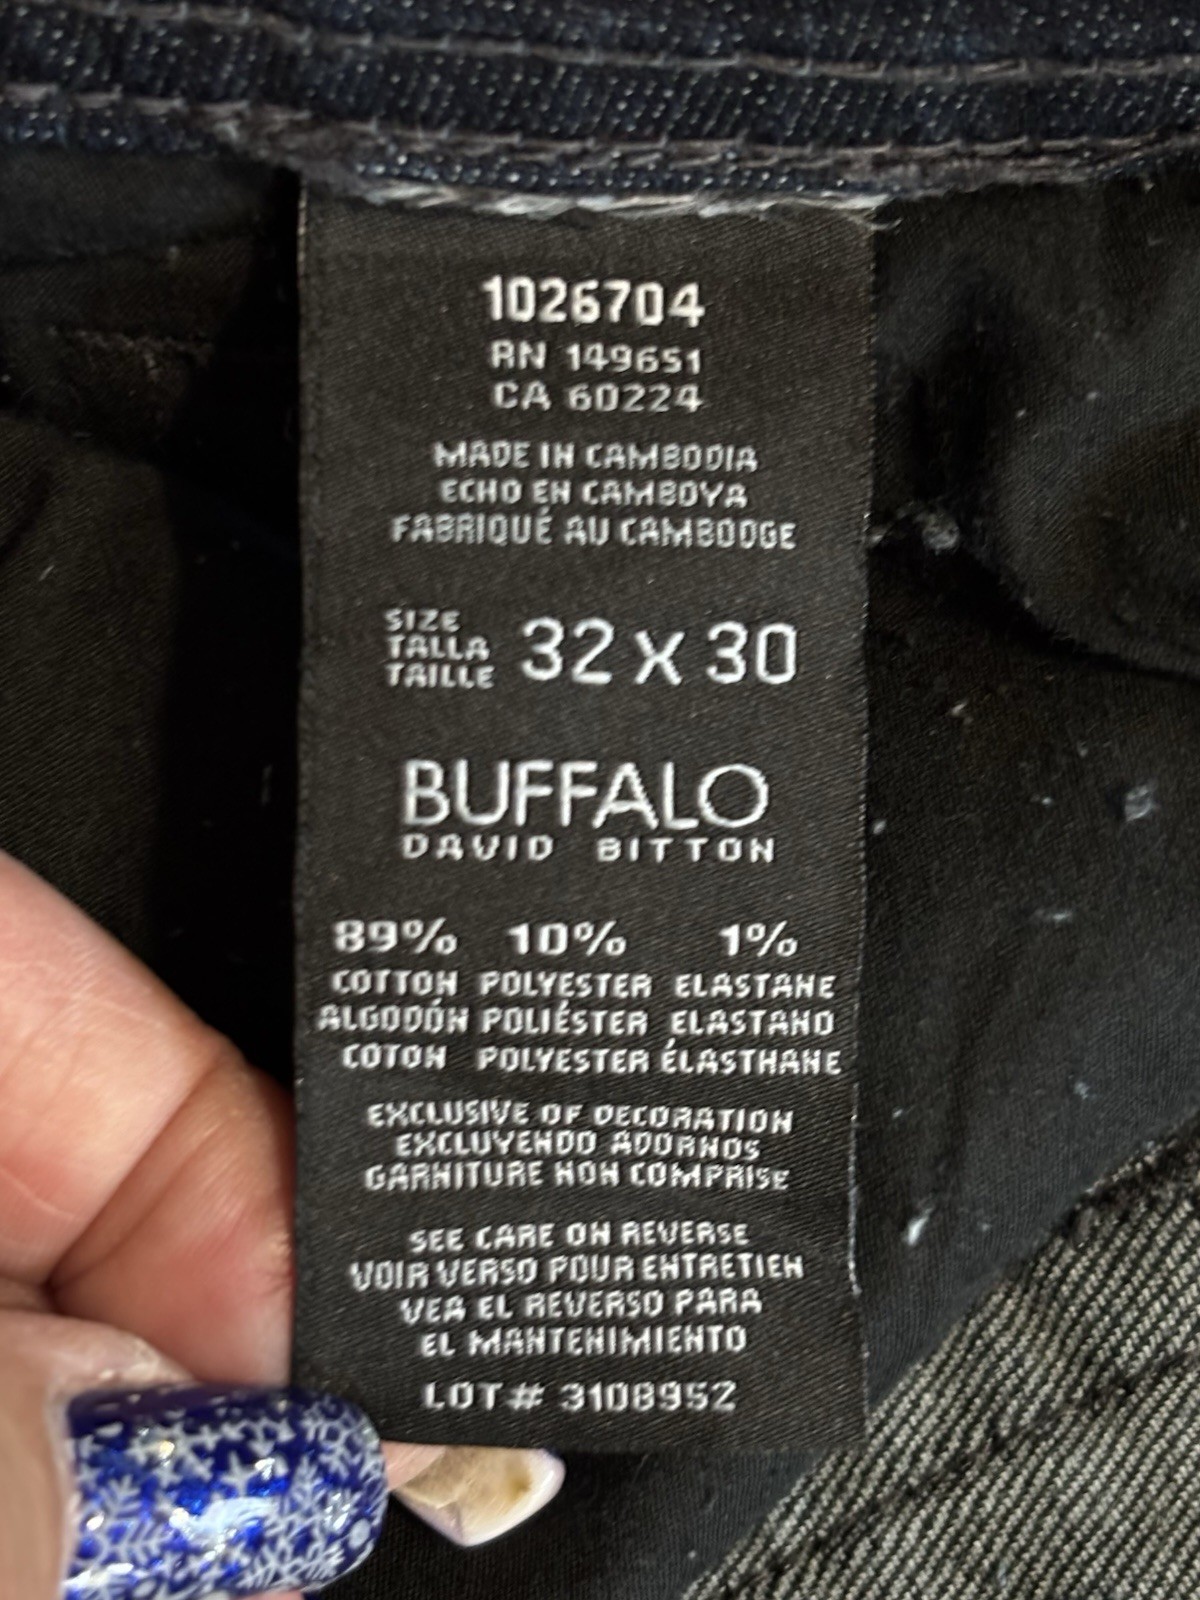 1026704
RN 149651
CA 60224
MADE IN CAMBODIA
ECHO EN CAMBOYA
FABRIQUÉ AU CAMBODGE
SIZE
TALLA
TAILLE
32 X 30
BUFFALO
DAVID BITTON
89% 10% 1%
COTTON POLYESTER ELASTANE
ALGODÓN POLIÉSTER ELASTANO
COTON POLYESTER ÉLASTHANE
EXCLUSIVE OF DECORATION
EXCLUYENDO ADORNOS
GARNITURE NON COMPRISE
SEE CARE ON REVERSE
VOIR VERSO POUR ENTRETIEN
VEA EL REVERSO PARA
EL MANTENIMIENTO
LOT# 3108952